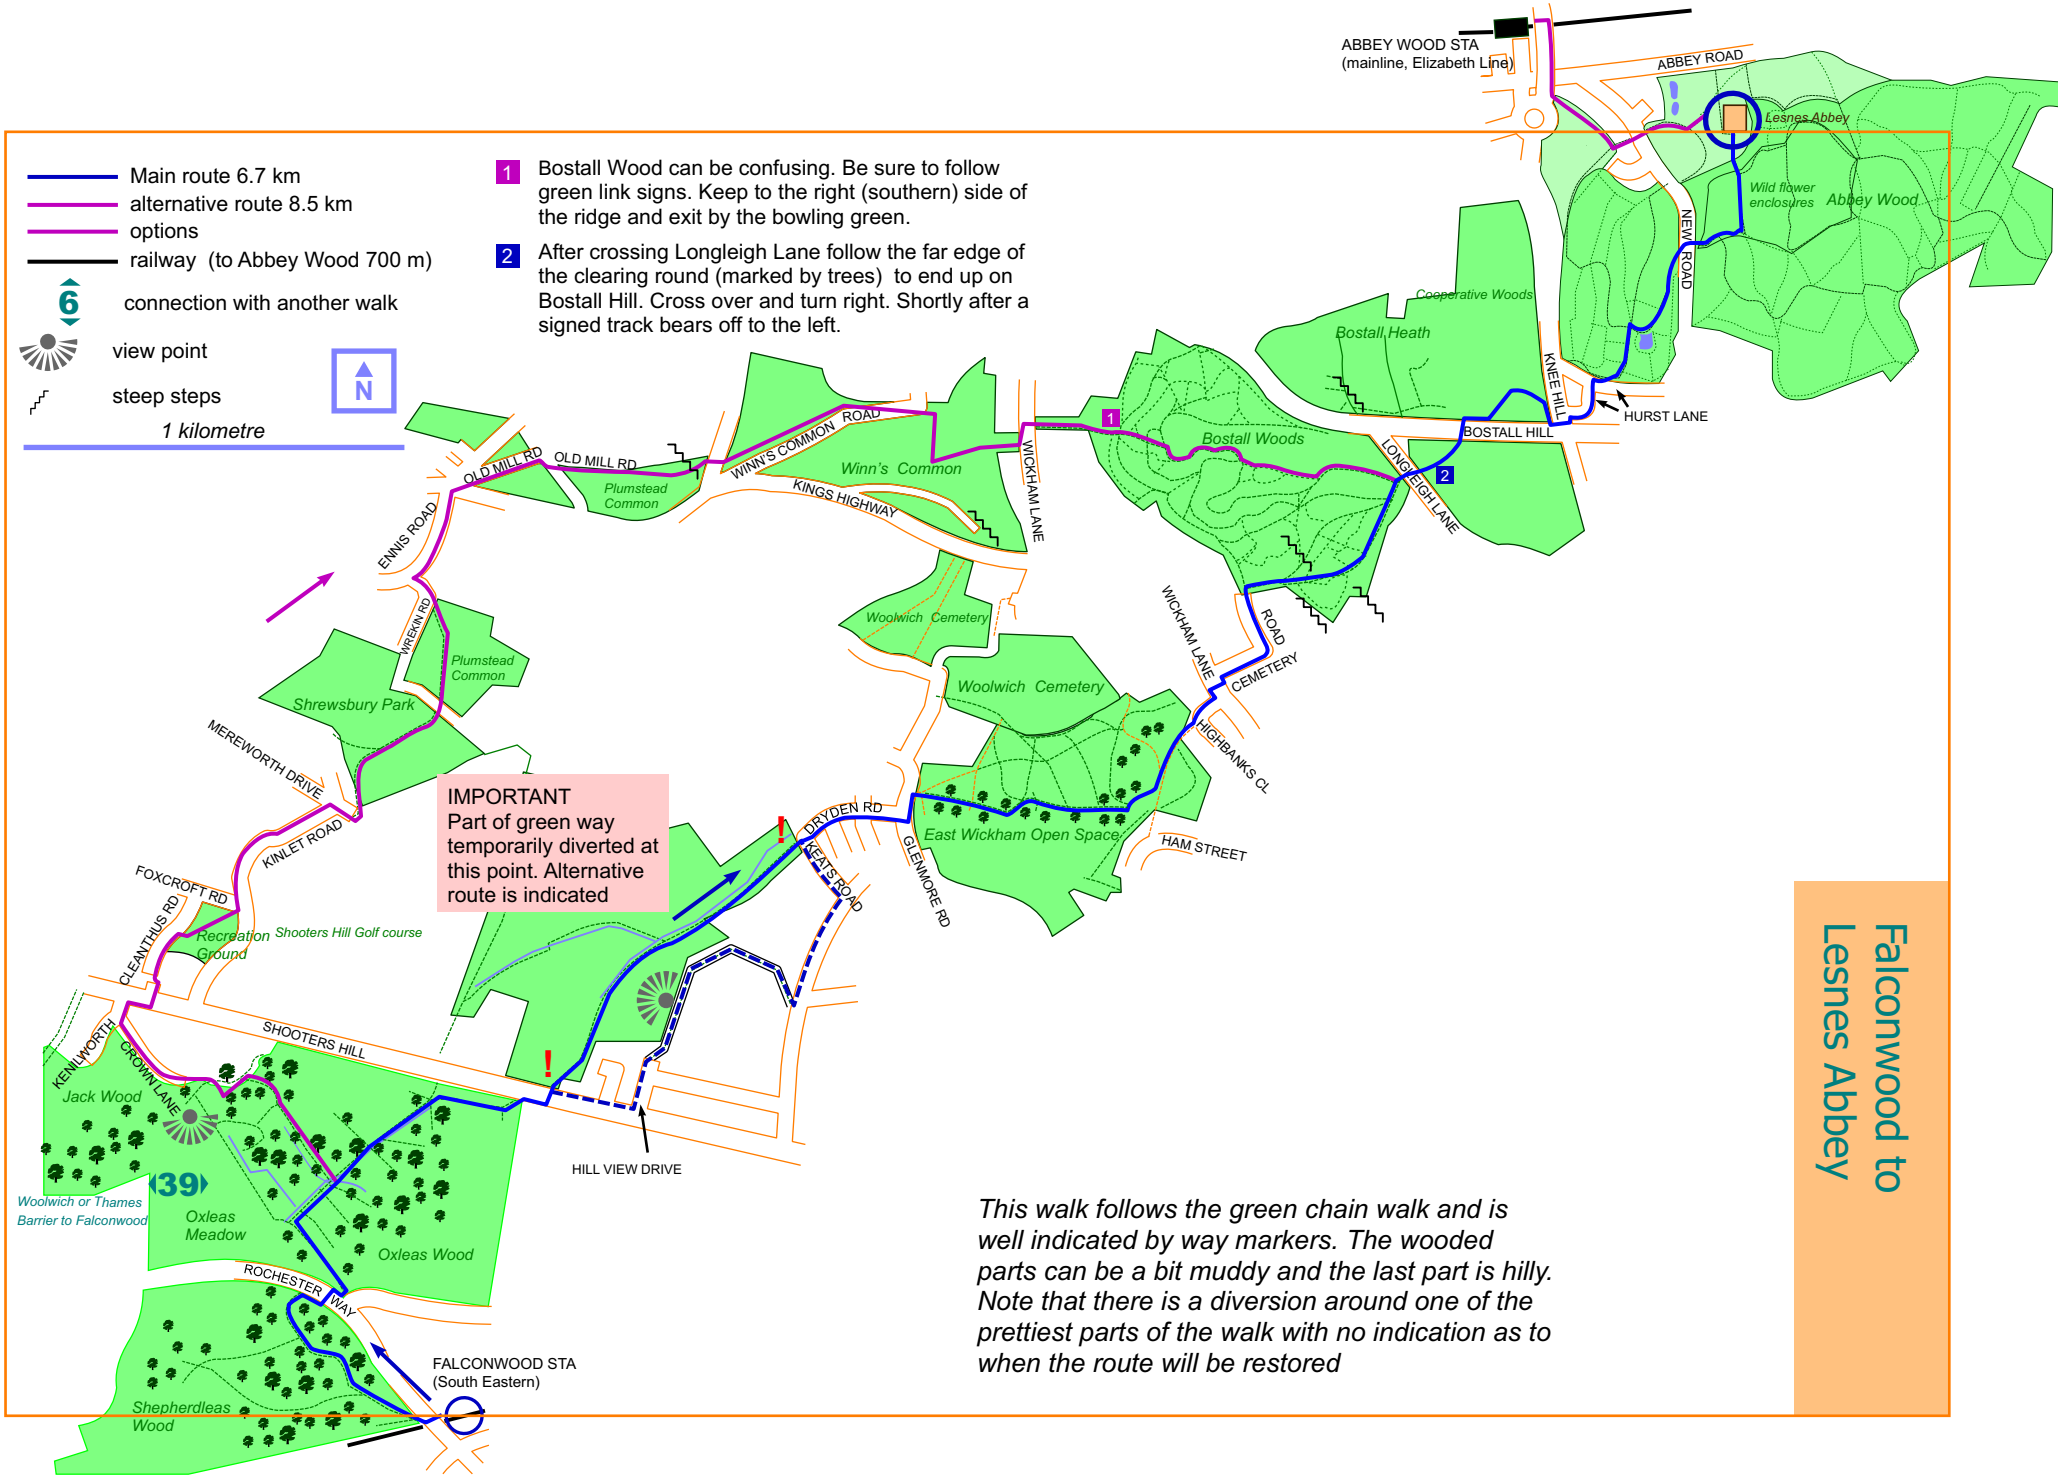 ABBEY WOOD STA
(mainline, Elizabeth Line)
ABBEY ROAD
Lesnes Abbey
Wild flower
enclosures
Abbey Wood
NEW ROAD
Main route 6.7 km
alternative route 8.5 km
options
railway  (to Abbey Wood 700 m)
6
connection with another walk
view point
steep steps
N
1 kilometre
1
Bostall Wood can be confusing. Be sure to follow
green link signs. Keep to the right (southern) side of
the ridge and exit by the bowling green.
2
After crossing Longleigh Lane follow the far edge of
the clearing round (marked by trees)  to end up on
Bostall Hill. Cross over and turn right. Shortly after a
signed track bears off to the left.
Cooperative Woods
Bostall Heath
KNEE HILL
HURST LANE
BOSTALL HILL
1
Bostall Woods
LONGLEIGH LANE
2
OLD MILL RD
OLD MILL RD
WINN'S COMMON
ROAD
Winn's Common
Plumstead
Common
KINGS HIGHWAY
WICKHAM LANE
ENNIS ROAD
WREKIN RD
Plumstead
Common
Shrewsbury Park
Woolwich Cemetery
Woolwich Cemetery
WICKHAM LANE
ROAD
CEMETERY
HIGHBANKS CL
MEREWORTH DRIVE
KINLET ROAD
FOXCROFT RD
CLEANTHUS RD
Recreation
Ground
Shooters Hill Golf course
IMPORTANT
Part of green way
temporarily diverted at
this point. Alternative
route is indicated
!
DRYDEN RD
KEATS ROAD
GLENMORE RD
East Wickham Open Space
HAM STREET
SHOOTERS HILL
!
KENILWORTH
CROWN LANE
Jack Wood
HILL VIEW DRIVE
39
Woolwich or Thames
Barrier to Falconwood
Oxleas
Meadow
Oxleas Wood
ROCHESTER
WAY
FALCONWOOD STA
(South Eastern)
Shepherdleas
Wood
This walk follows the green chain walk and is
well indicated by way markers. The wooded
parts can be a bit muddy and the last part is hilly.
Note that there is a diversion around one of the
prettiest parts of the walk with no indication as to
when the route will be restored
Falconwood to
Lesnes Abbey